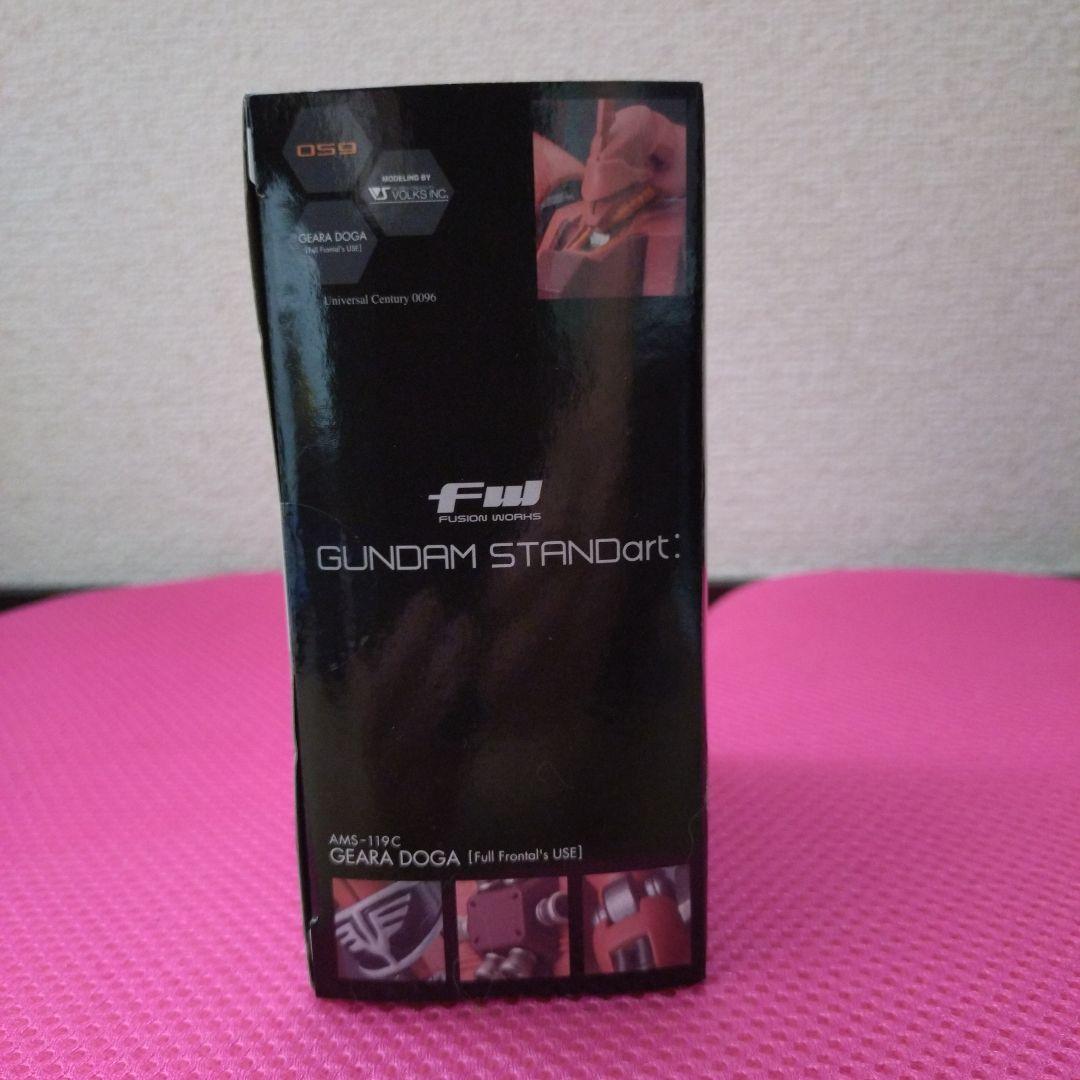 059
MODELING BY
VS VOLKS INC.
GEARA DOGA
[Full Frontal's USE]
Universal Century 0096
FW
FUSION WORKS
GUNDAM STANDart:
AMS-119C
GEARA DOGA [Full Frontal's USE]